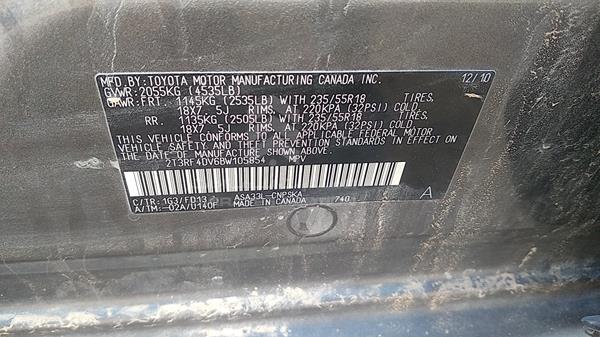 MFD.BY:TOYOTA MOTOR MANUFACTURING CANADA INC. 12/10
GVWR:2055KG (4535LB)
GAWR:FRT. 1145KG (2535LB) WITH 235/55R18 TIRES.
18X7.5J RIMS. AT 220KPA (32PSI) COLD
RR. 1135KG (2505LB) WITH 235/55R18 TIRES.
18X7.5J RIMS. AT 220KPA (32PSI) COLD
THIS VEHICLE CONFORMS TO ALL APPLICABLE FEDERAL MOTOR
VEHICLE SAFETY AND THEFT PREVENTION STANDARDS IN EFFECT
ON THE DATE OF MANUFACTURE SHOWN ABOVE.
2T3RF4DV6BW105854 MPV
A
C/TR:1G3/FD13 ASA33L-CNPSKA
A/TM:-02A/U140F MADE IN CANADA 740